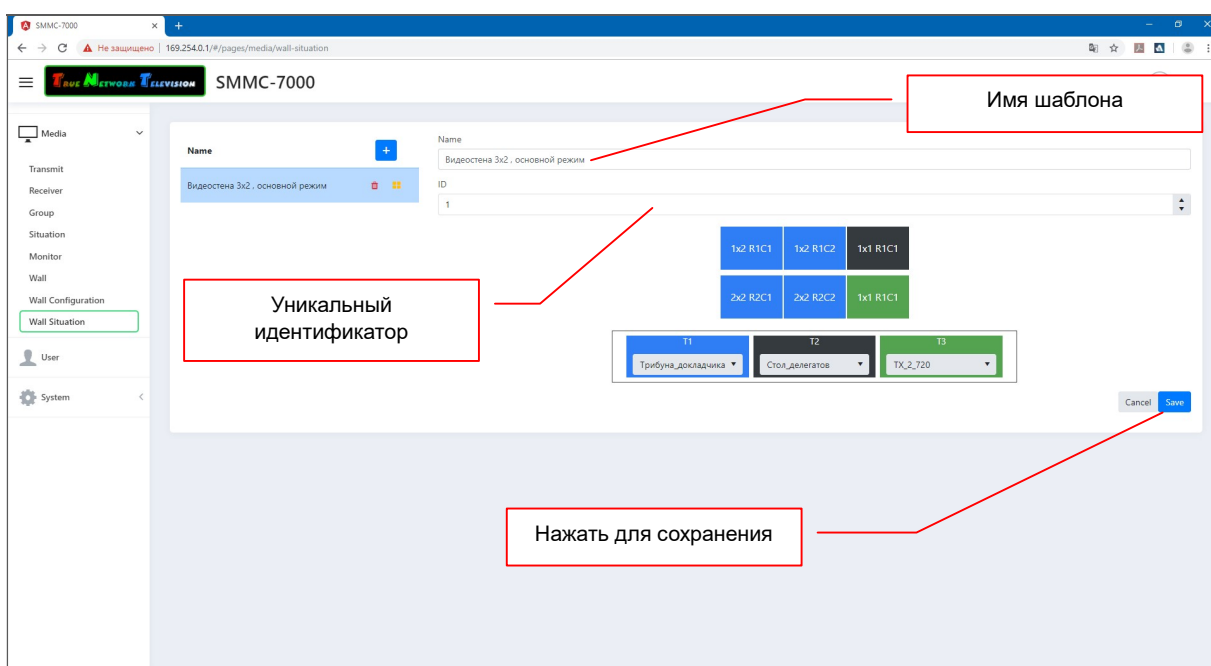 SMMC-7000
Не защищено | 169.254.0.1/#/pages/media/wall-situation
TRUE NETWORK TELEVISION
SMMC-7000
Имя шаблона
Media
Transmit
Receiver
Group
Situation
Monitor
Wall
Wall Configuration
Wall Situation
User
System
Name
Видеостена 3x2 , основной режим
Name
Видеостена 3x2 , основной режим
ID
1
Уникальный
идентификатор
1x2 R1C1 1x2 R1C2 1x1 R1C1
2x2 R2C1 2x2 R2C2 1x1 R1C1
T1 T2 T3
Трибуна_докладчика Стол_делегатов TX_2_720
Cancel Save
Нажать для сохранения